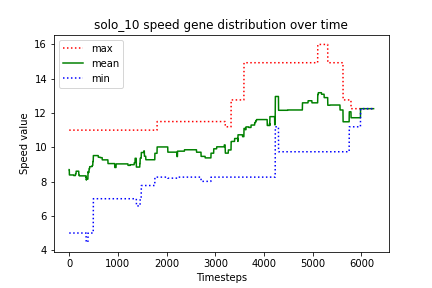 solo_10 speed gene distribution over time
max
mean
min
16
14
12
10
8
6
4
Speed value
0
1000
2000
3000
4000
5000
6000
Timesteps